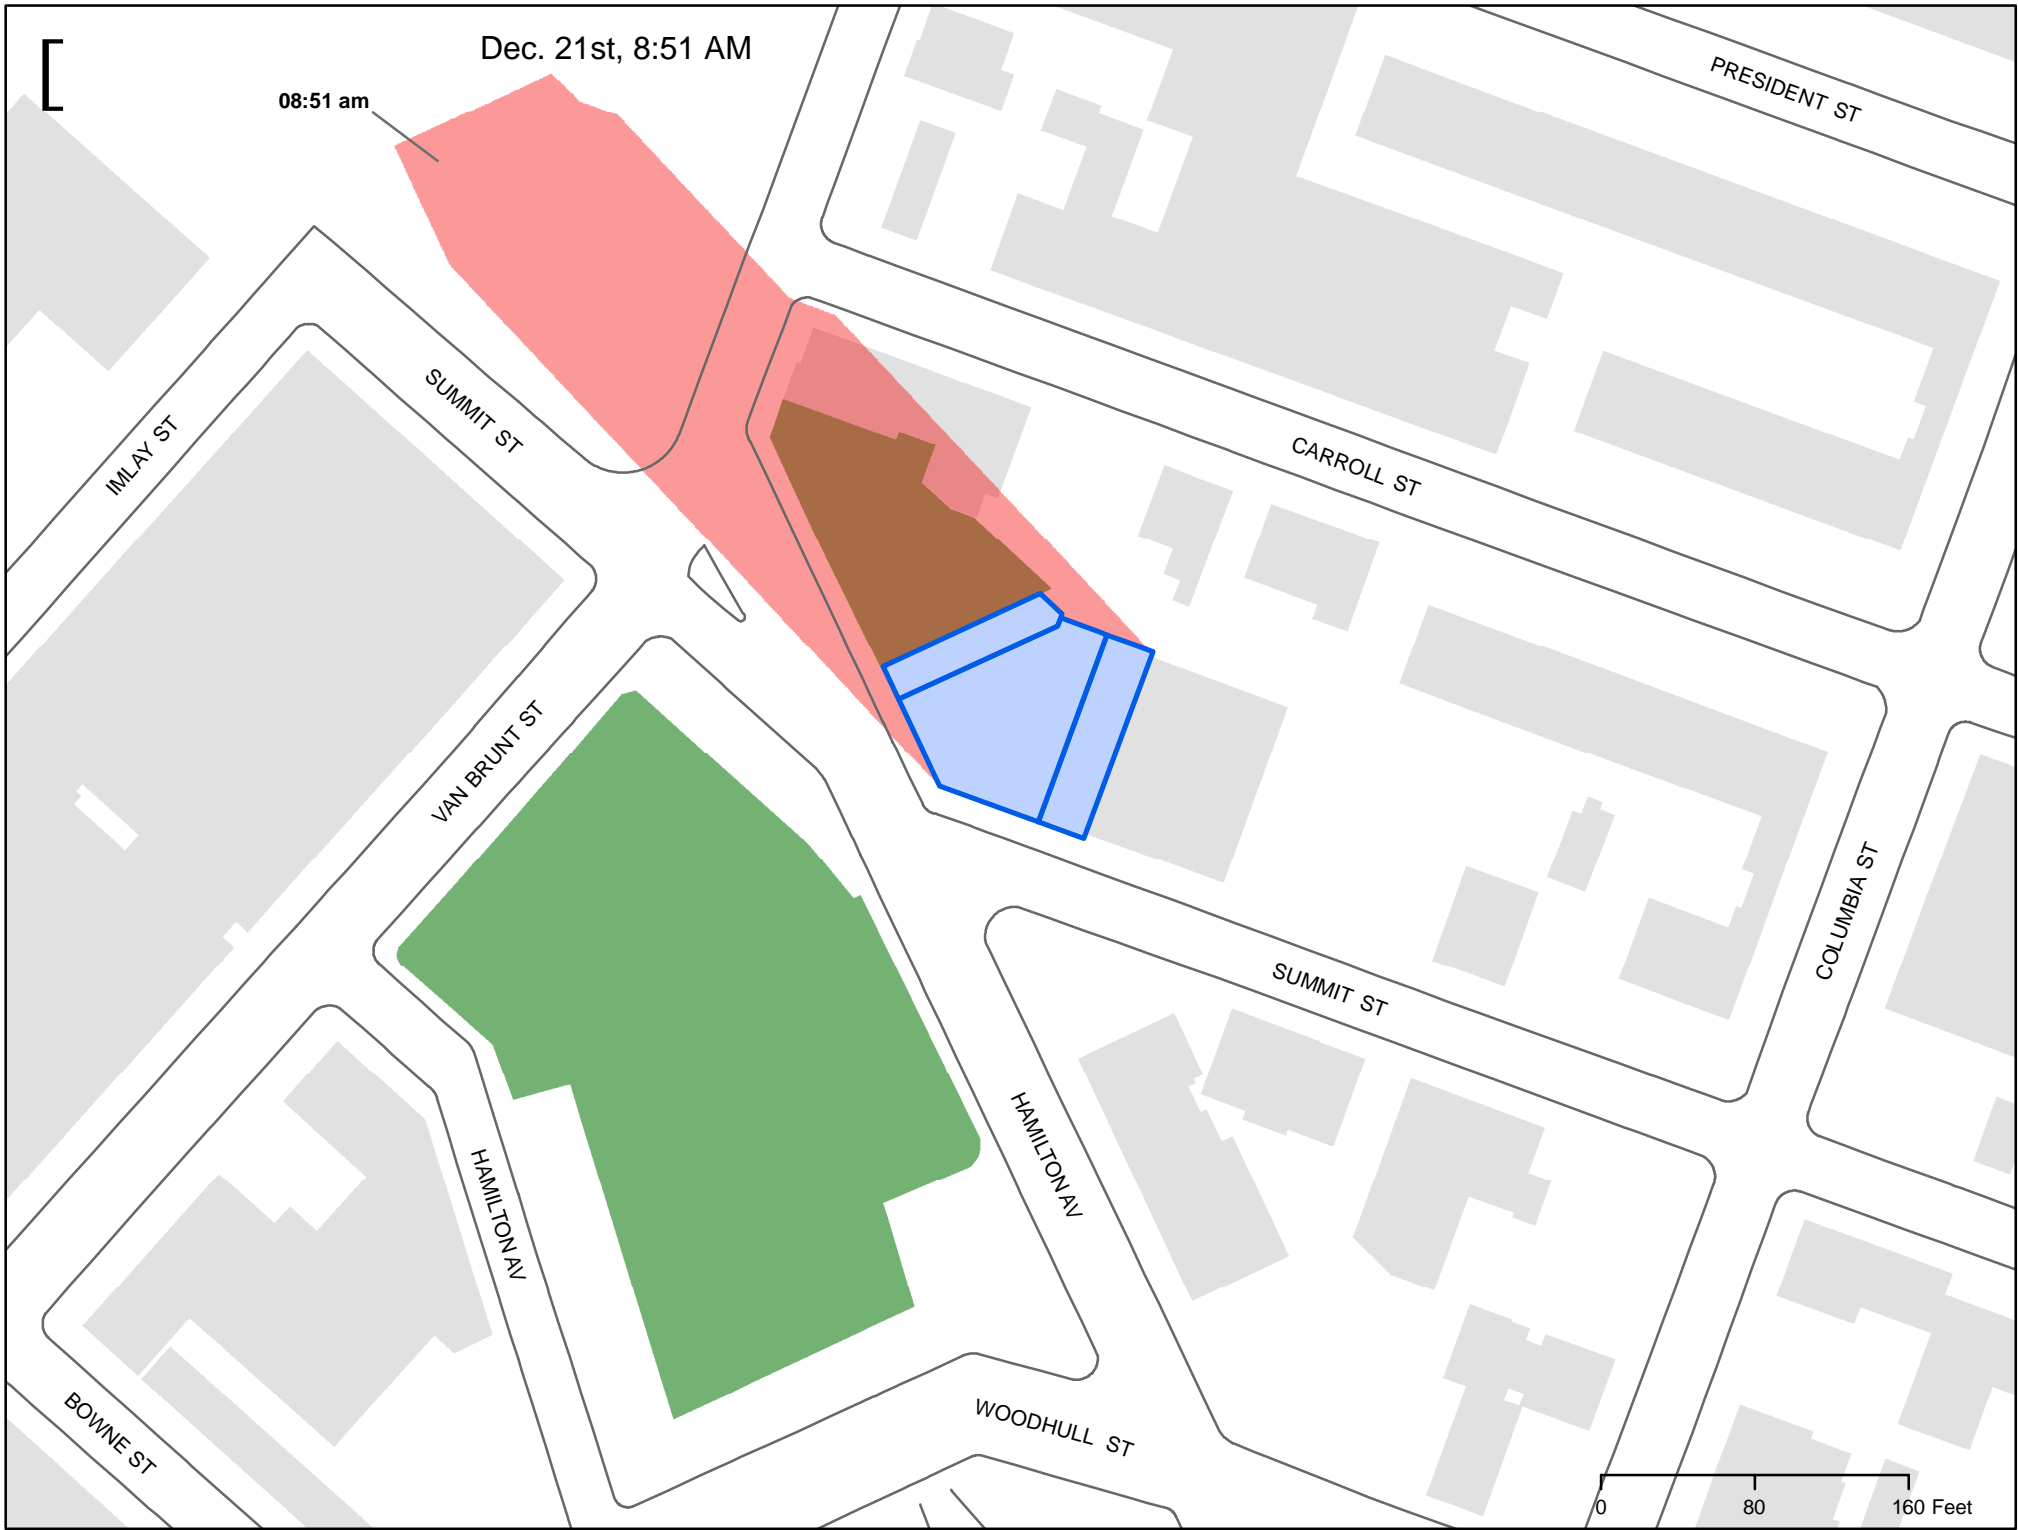 [
Dec. 21st, 8:51 AM
08:51 am
PRESIDENT ST
SUMMIT ST
IMLAY ST
CARROLL ST
VAN BRUNT ST
COLUMBIA ST
SUMMIT ST
HAMILTON AV
HAMILTON AV
BOWNE ST
WOODHULL ST
0 80 160 Feet